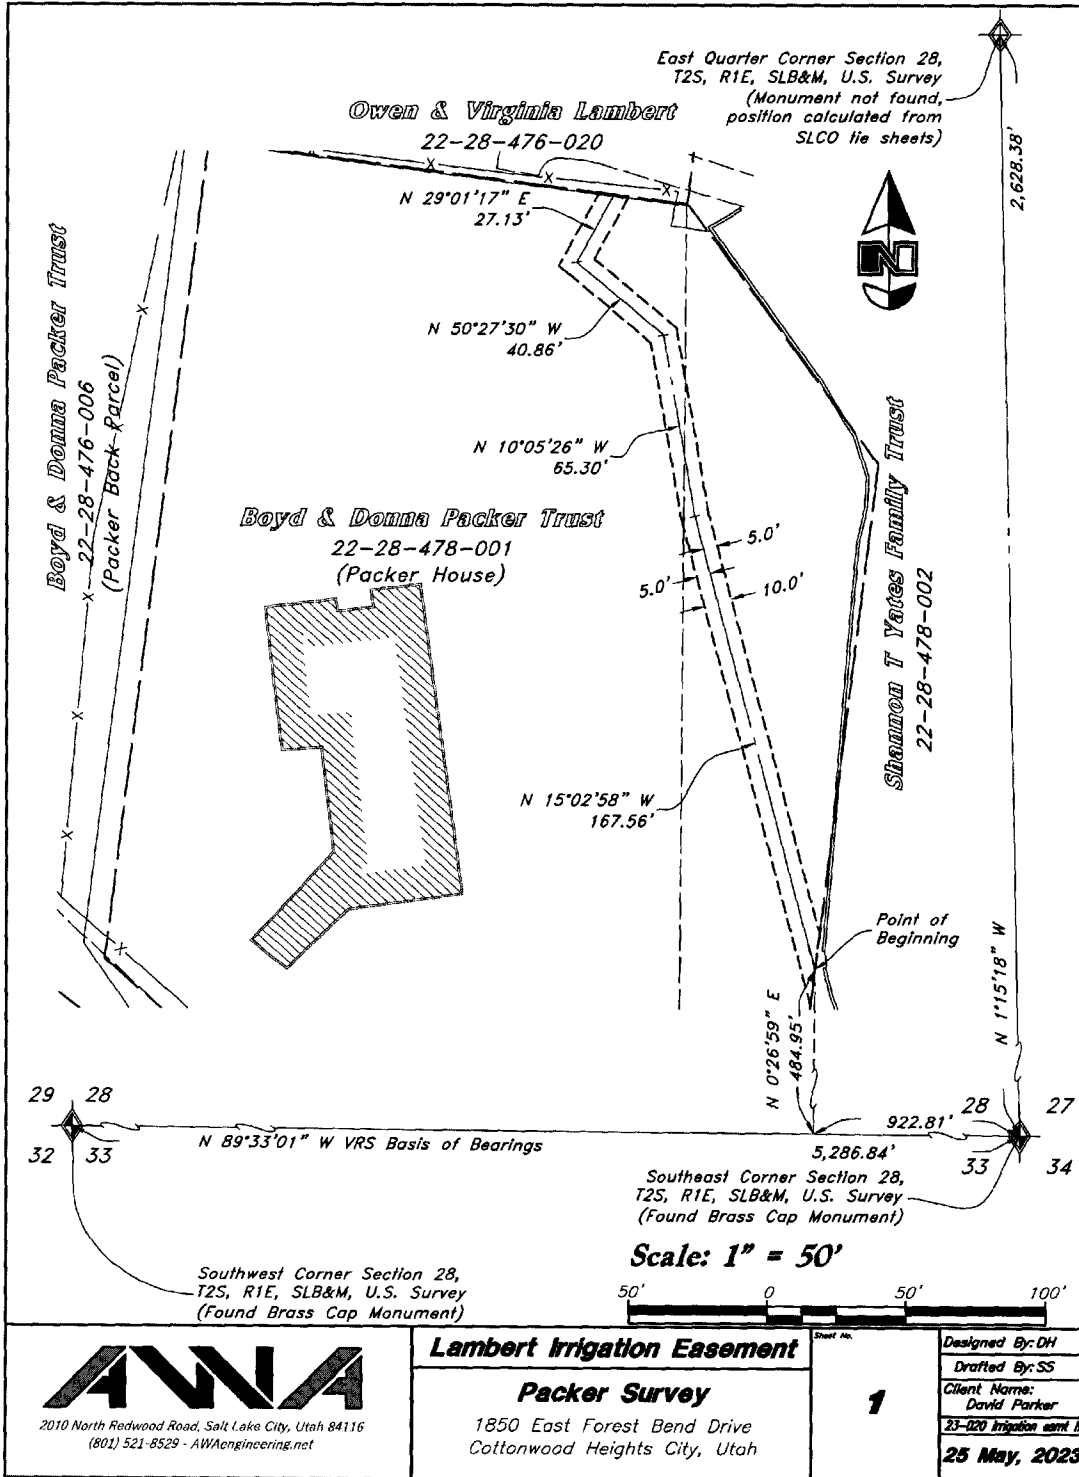 East Quarter Corner Section 28,
T2S, R1E, SLB&M, U.S. Survey
(Monument not found,
position calculated from
SLCO tie sheets)
2,628.38'
Owen & Virginia Lambert
22-28-476-020
N 29°01'17" E
27.13'
N 50°27'30" W
40.86'
N 10°05'26" W
65.30'
Boyd & Donna Packer Trust
22-28-476-006
(Packer Back Parcel)
Boyd & Donna Packer Trust
22-28-478-001
(Packer House)
5.0'
5.0'
10.0'
Shannon T Yates Family Trust
22-28-478-002
N 15°02'58" W
167.56'
Point of
Beginning
N 0°26'59" E
484.95'
N 1°15'18" W
29 28
32 33
N 89°33'01" W VRS Basis of Bearings
922.81'
5,286.84'
28 27
33 34
Southeast Corner Section 28,
T2S, R1E, SLB&M, U.S. Survey
(Found Brass Cap Monument)
Southwest Corner Section 28,
T2S, R1E, SLB&M, U.S. Survey
(Found Brass Cap Monument)
Scale: 1" = 50'
50' 0 50' 100'
AWA
2010 North Redwood Road, Salt Lake City, Utah 84116
(801) 521-8529 - AWAengineering.net
Lambert Irrigation Easement
Packer Survey
1850 East Forest Bend Drive
Cottonwood Heights City, Utah
Sheet No.
1
Designed By: DH
Drafted By: SS
Client Name:
David Parker
23-020 Irrigation esmt
25 May, 2023
N